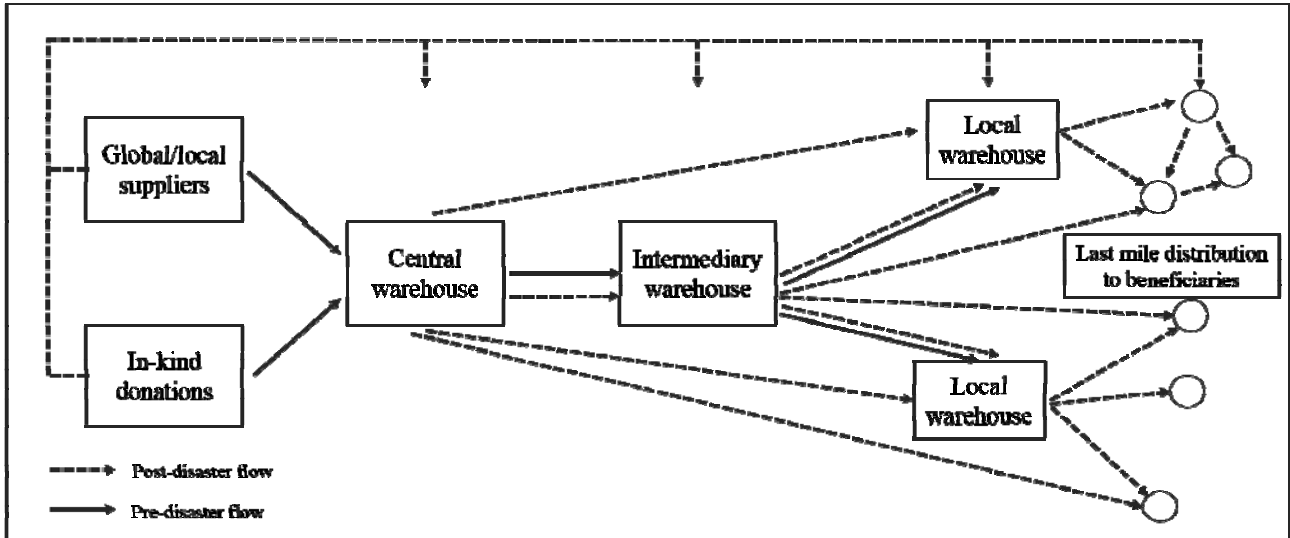 Global/local
suppliers
In-kind
donations
Central
warehouse
Intermediary
warehouse
Local
warehouse
Local
warehouse
Last mile distribution
to beneficiaries
Post-disaster flow
Pre-disaster flow